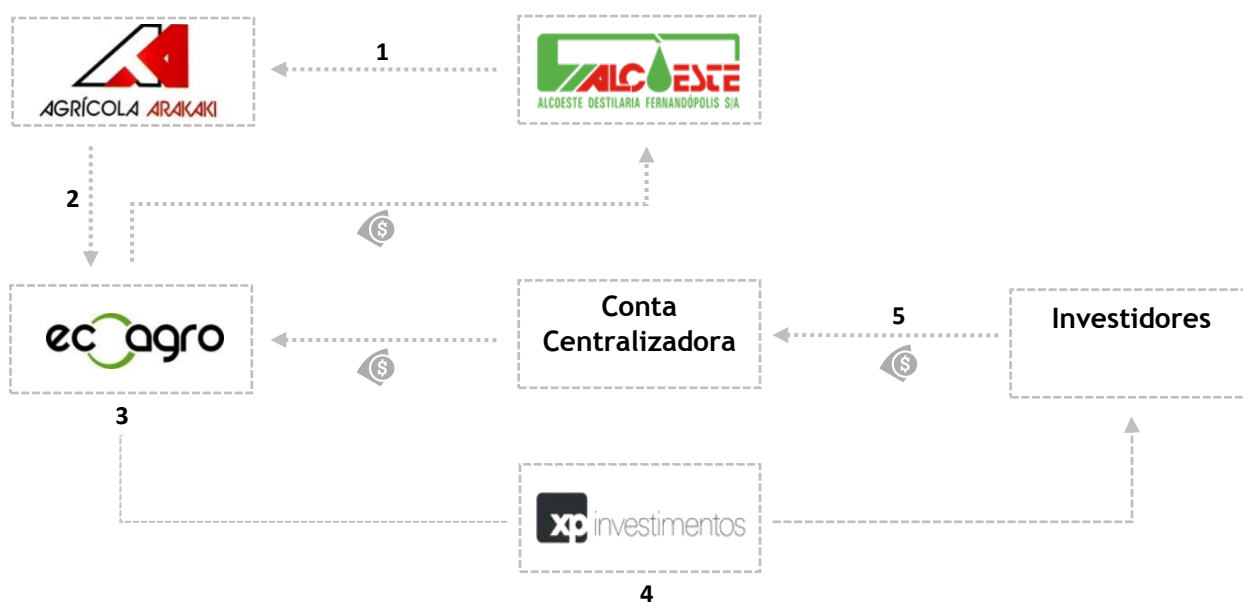 AGRÍCOLA ARAKAKI
1
ALCOESTE
ALCOESTE DESTILARIA FERNANDÓPOLIS S/A
2
$
ecoagro
3
$
Conta
Centralizadora
5
$
Investidores
xp investimentos
4